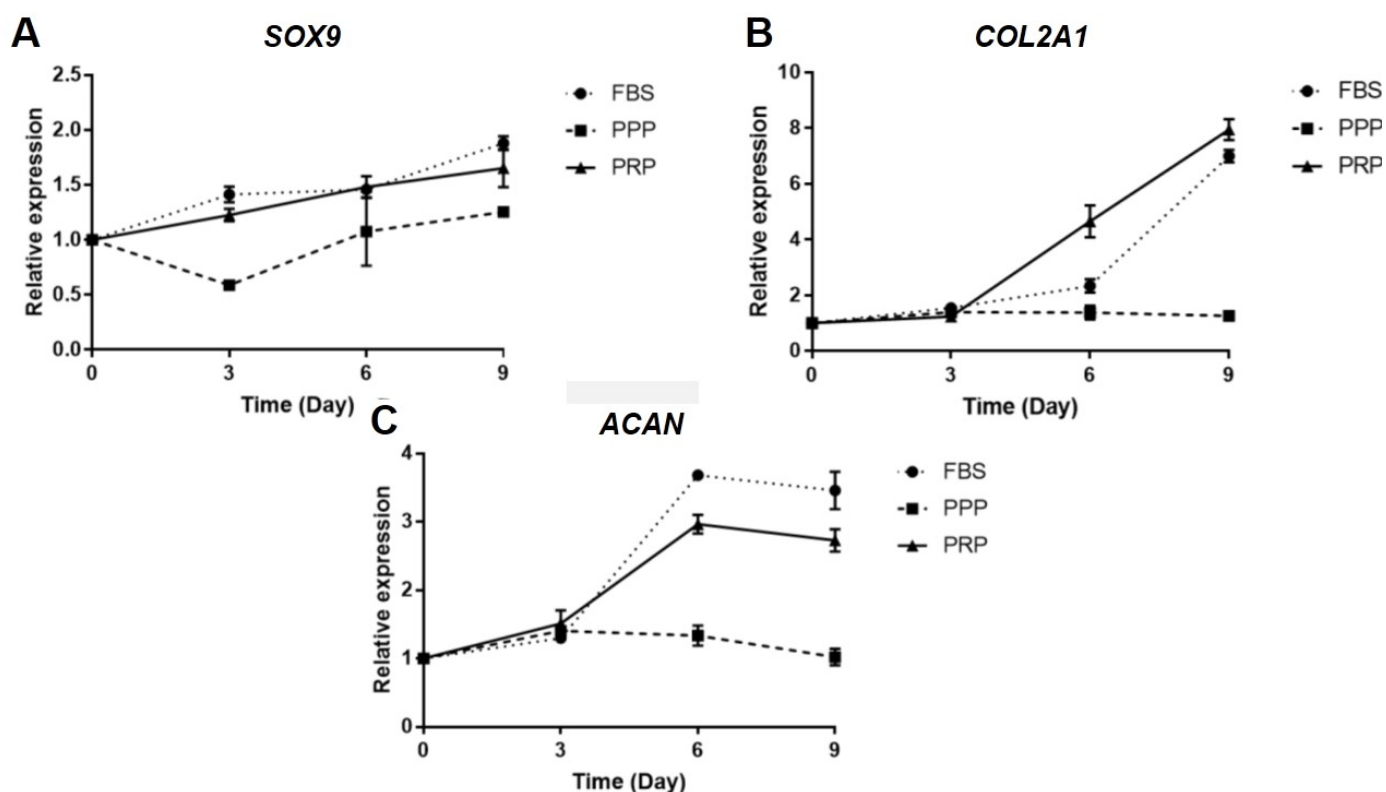 A
SOX9
2.5
2.0
1.5
1.0
0.5
0.0
Relative expression
0 3 6 9
Time (Day)
FBS
PPP
PRP
B
COL2A1
10
8
6
4
2
0
Relative expression
0 3 6 9
Time (Day)
FBS
PPP
PRP
C
ACAN
4
3
2
1
0
Relative expression
0 3 6 9
Time (Day)
FBS
PPP
PRP